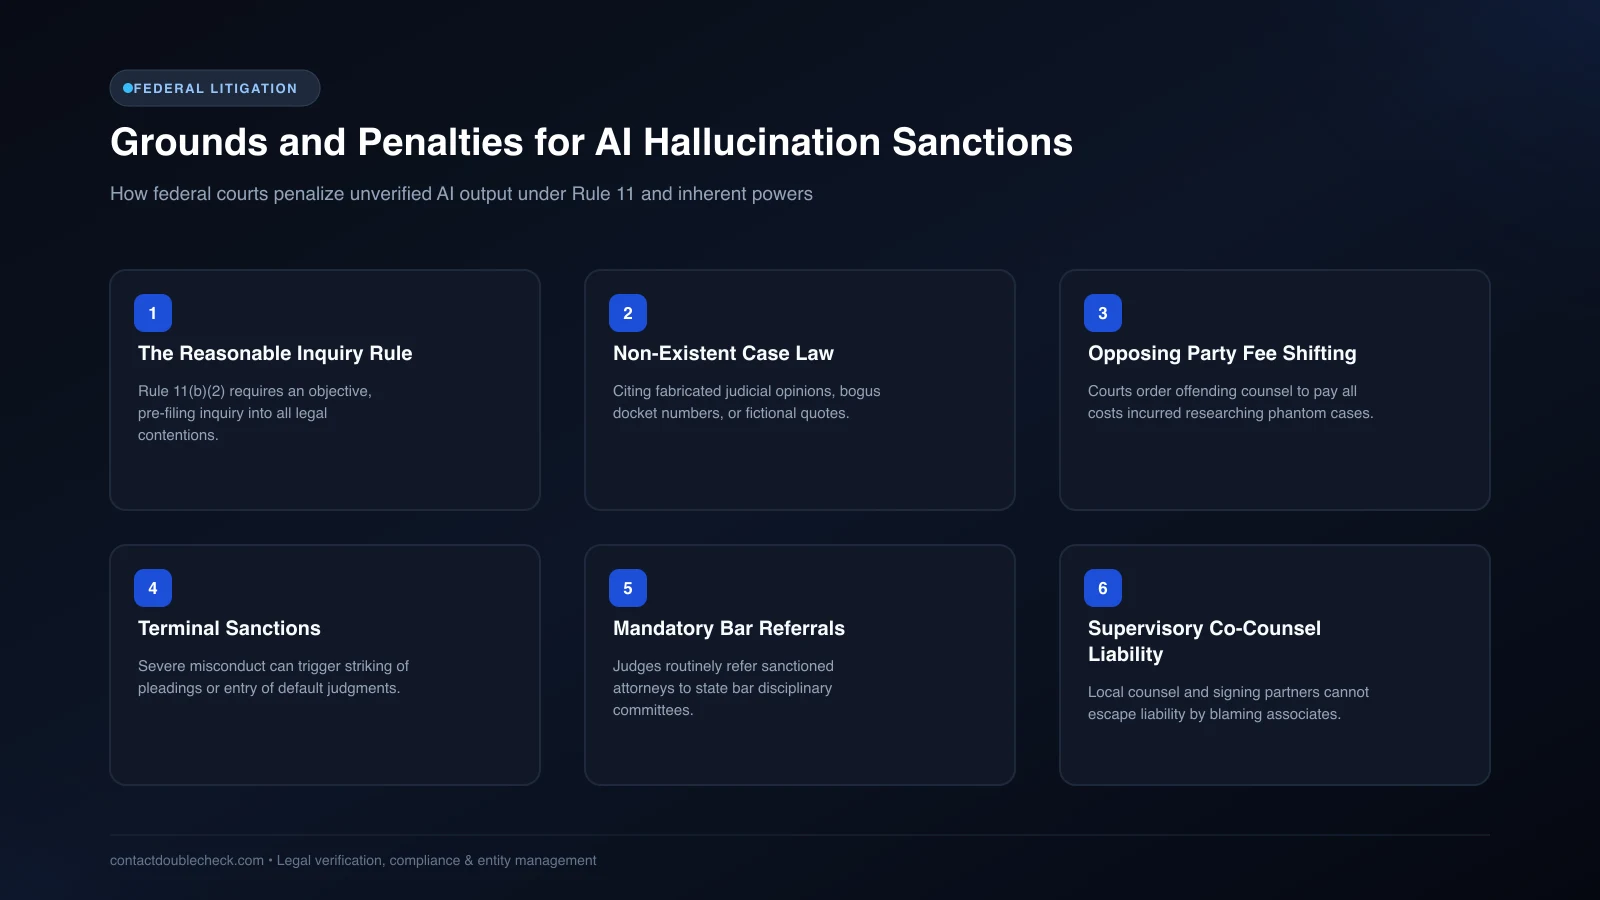 FEDERAL LITIGATION
Grounds and Penalties for AI Hallucination Sanctions
How federal courts penalize unverified AI output under Rule 11 and inherent powers
1
The Reasonable Inquiry Rule
Rule 11(b)(2) requires an objective,
pre-filing inquiry into all legal
contentions.
2
Non-Existent Case Law
Citing fabricated judicial opinions, bogus
docket numbers, or fictional quotes.
3
Opposing Party Fee Shifting
Courts order offending counsel to pay all
costs incurred researching phantom cases.
4
Terminal Sanctions
Severe misconduct can trigger striking of
pleadings or entry of default judgments.
5
Mandatory Bar Referrals
Judges routinely refer sanctioned
attorneys to state bar disciplinary
committees.
6
Supervisory Co-Counsel
Liability
Local counsel and signing partners cannot
escape liability by blaming associates.
contactdoublecheck.com • Legal verification, compliance & entity management